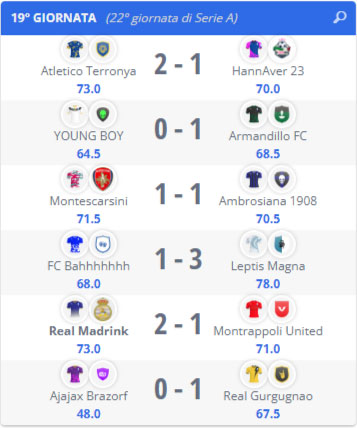 19° GIORNATA (22° giornata di Serie A)
Atletico Terronya 2 - 1 HannAver 23
73.0 70.0
YOUNG BOY 0 - 1 Armandillo FC
64.5 68.5
Montescarsini 1 - 1 Ambrosiana 1908
71.5 70.5
FC Bahhhhhhh 1 - 3 Leptis Magna
68.0 78.0
Real Madrink 2 - 1 Montrappoli United
73.0 71.0
Ajajax Brazorf 0 - 1 Real Gurgugnao
48.0 67.5